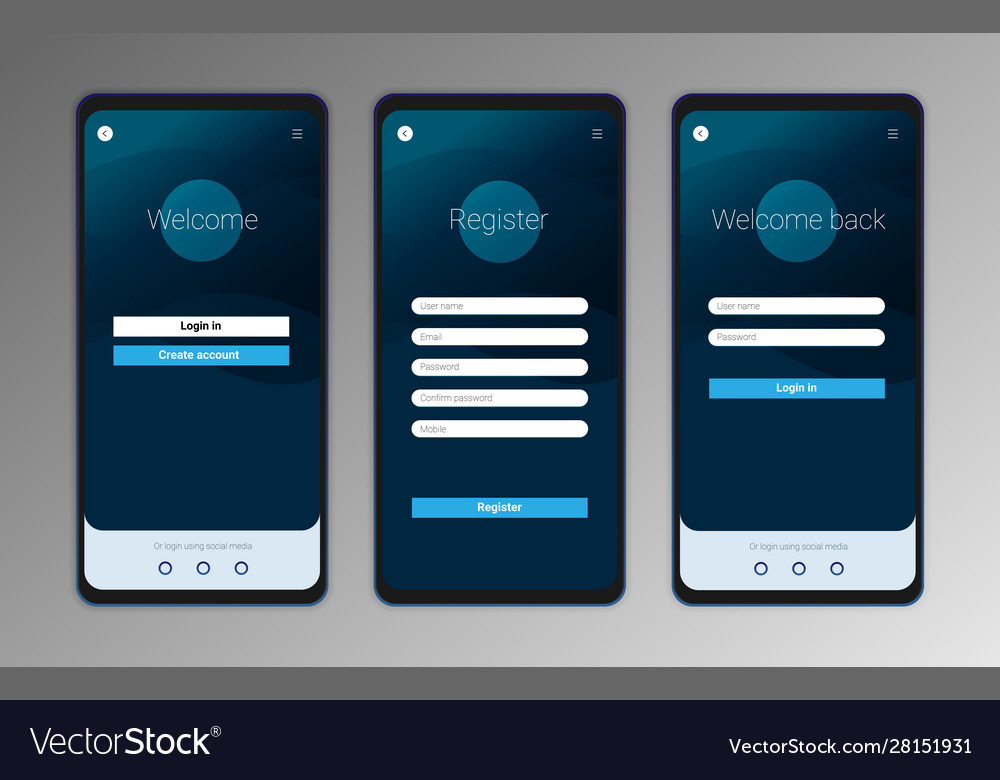 Welcome
Login in
Create account
Or login using social media
Register
User name
Email
Password
Confirm password
Mobile
Register
Welcome back
User name
Password
Login in
Or login using social media
VectorStock®
VectorStock.com/28151931